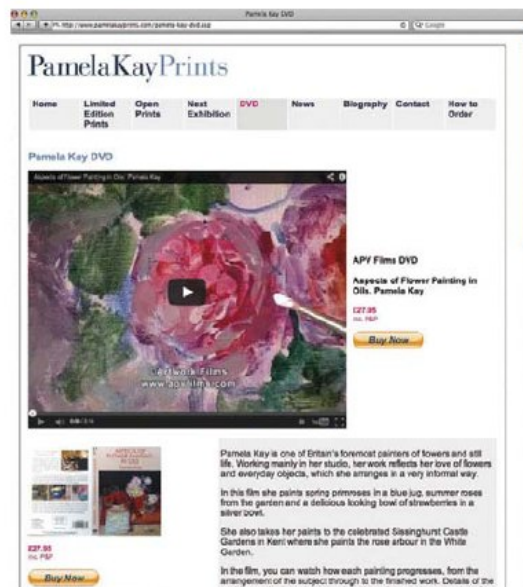 Pamela Kay DVD
http://www.pamelakayprints.com/pamela-kay-dvd.asp
Google
PamelaKayPrints
Home Limited Edition Prints Open Prints Next Exhibition DVD News Biography Contact How to Order
Pamela Kay DVD
Aspects of Flower Painting in Oils. Pamela Kay
©artwork Films
www.apvfilms.com
APV Films DVD
Aspects of Flower Painting in
Oils. Pamela Kay
£27.95
inc. P&P
Buy Now
£27.95
inc. P&P
Buy Now
Pamela Kay is one of Britain's foremost painters of flowers and still
life. Working mainly in her studio, her work reflects her love of flowers
and everyday objects, which she arranges in a very informal way.
In this film she paints spring primroses in a blue jug, summer roses
from the garden and a delicious looking bowl of strawberries in a
silver bowl.
She also takes her paints to the celebrated Sissinghurst Castle
Gardens in Kent where she paints the rose arbour in the White
Garden.
In the film, you can watch how each painting progresses, from the
arrangement of the subject through to the finished work. Details of the